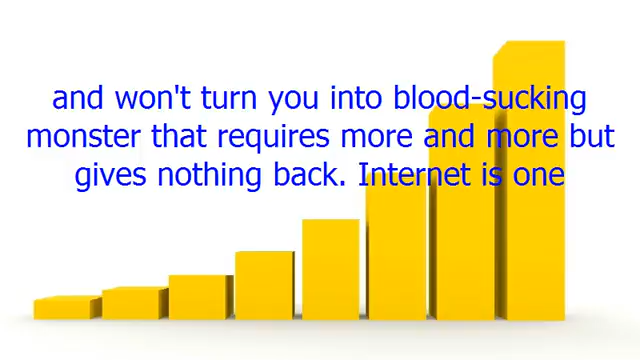 and won't turn you into blood-sucking
monster that requires more and more but
gives nothing back. Internet is one